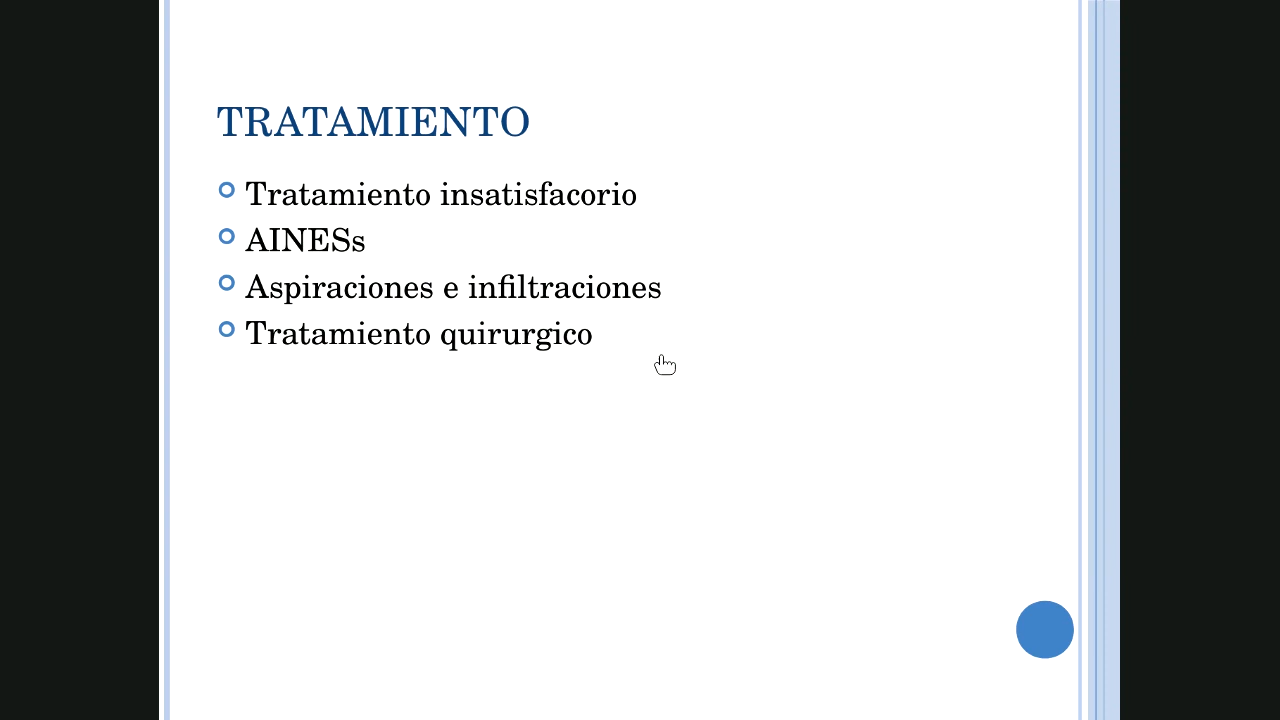 TRATAMIENTO
Tratamiento insatisfacorio
AINESs
Aspiraciones e infiltraciones
Tratamiento quirurgico